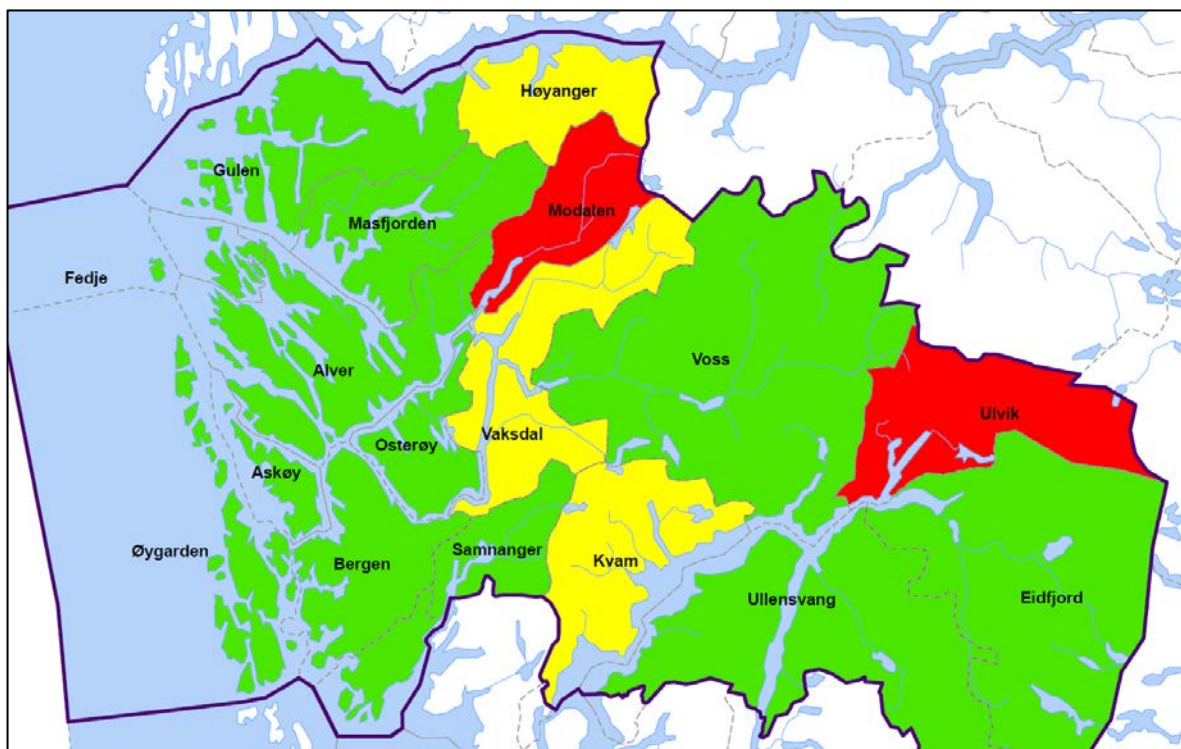 Høyanger
Gulen
Modalen
Masfjorden
Fedje
Voss
Alver
Ulvik
Osterøy
Vaksdal
Askøy
Øygarden
Samnanger
Bergen
Kvam
Ullensvang
Eidfjord